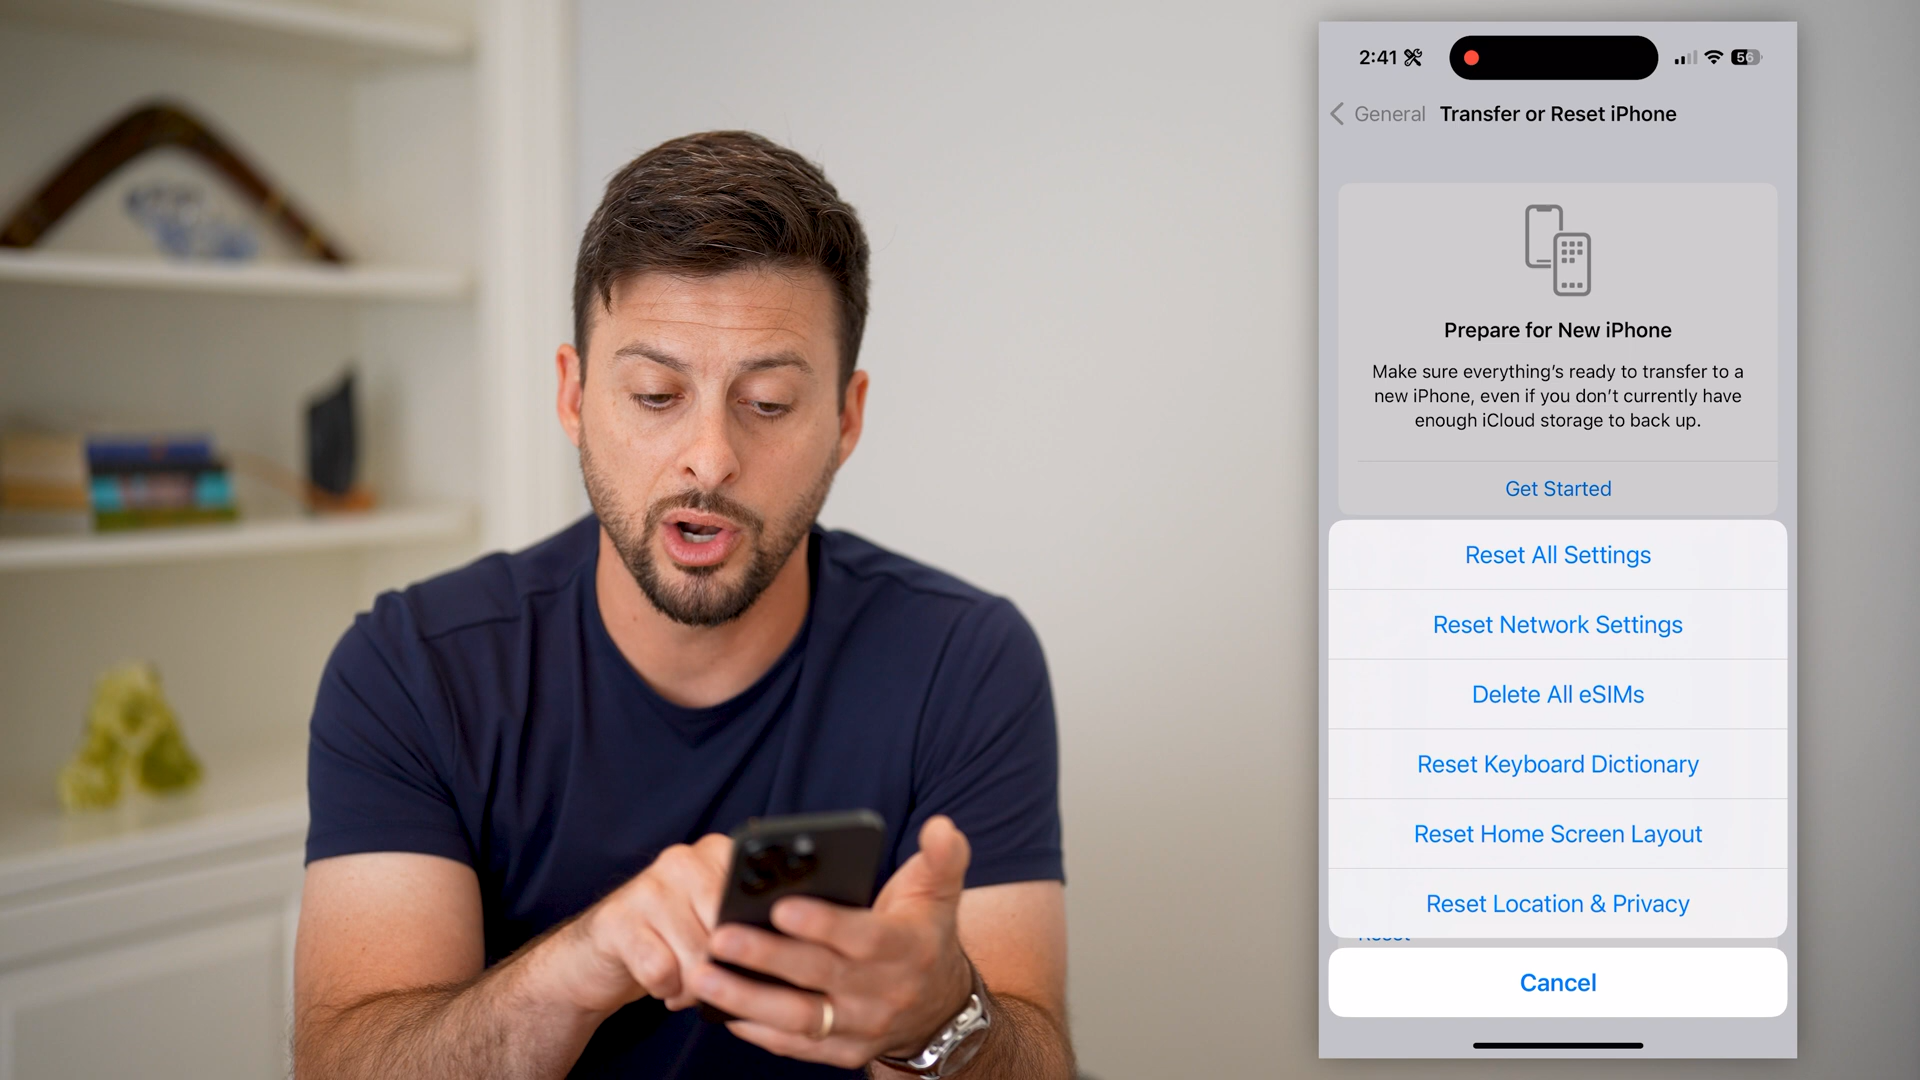 2:41
56
General Transfer or Reset iPhone
Prepare for New iPhone
Make sure everything's ready to transfer to a
new iPhone, even if you don't currently have
enough iCloud storage to back up.
Get Started
Reset All Settings
Reset Network Settings
Delete All eSIMs
Reset Keyboard Dictionary
Reset Home Screen Layout
Reset Location & Privacy
Reset
Cancel